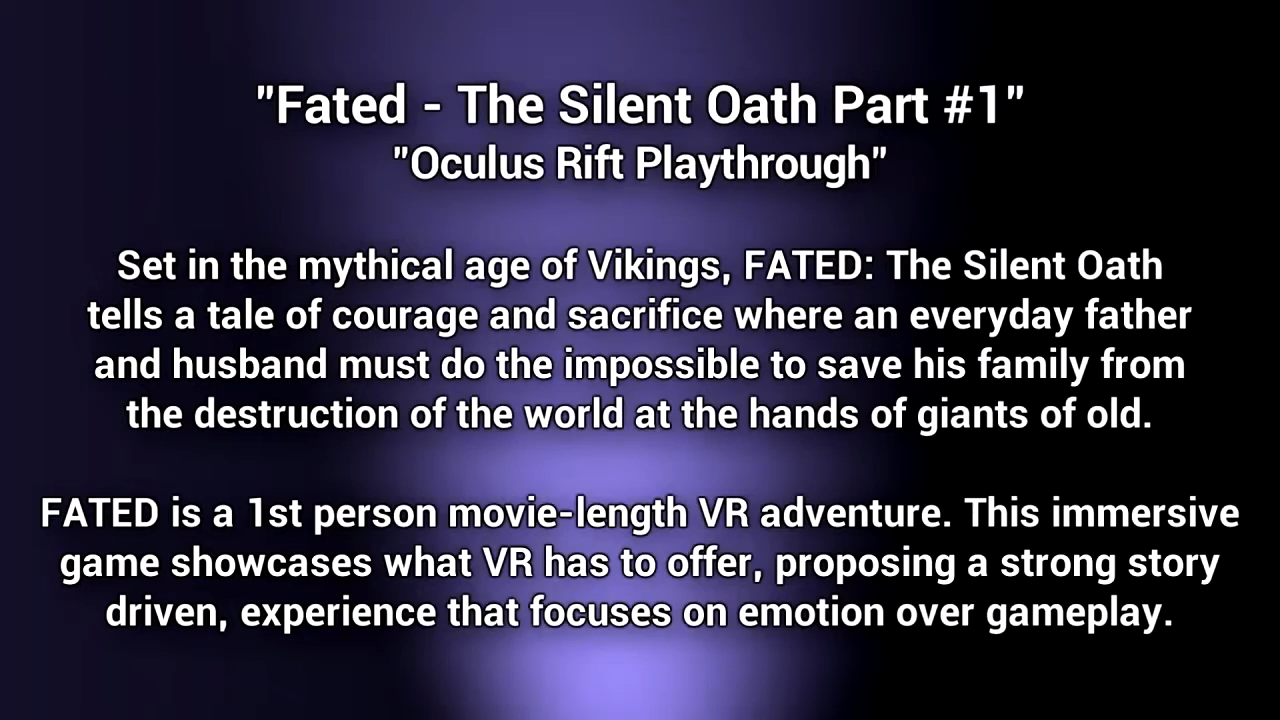 "Fated - The Silent Oath Part #1"
"Oculus Rift Playthrough"
Set in the mythical age of Vikings, FATED: The Silent Oath
tells a tale of courage and sacrifice where an everyday father
and husband must do the impossible to save his family from
the destruction of the world at the hands of giants of old.
FATED is a 1st person movie-length VR adventure. This immersive
game showcases what VR has to offer, proposing a strong story
driven, experience that focuses on emotion over gameplay.